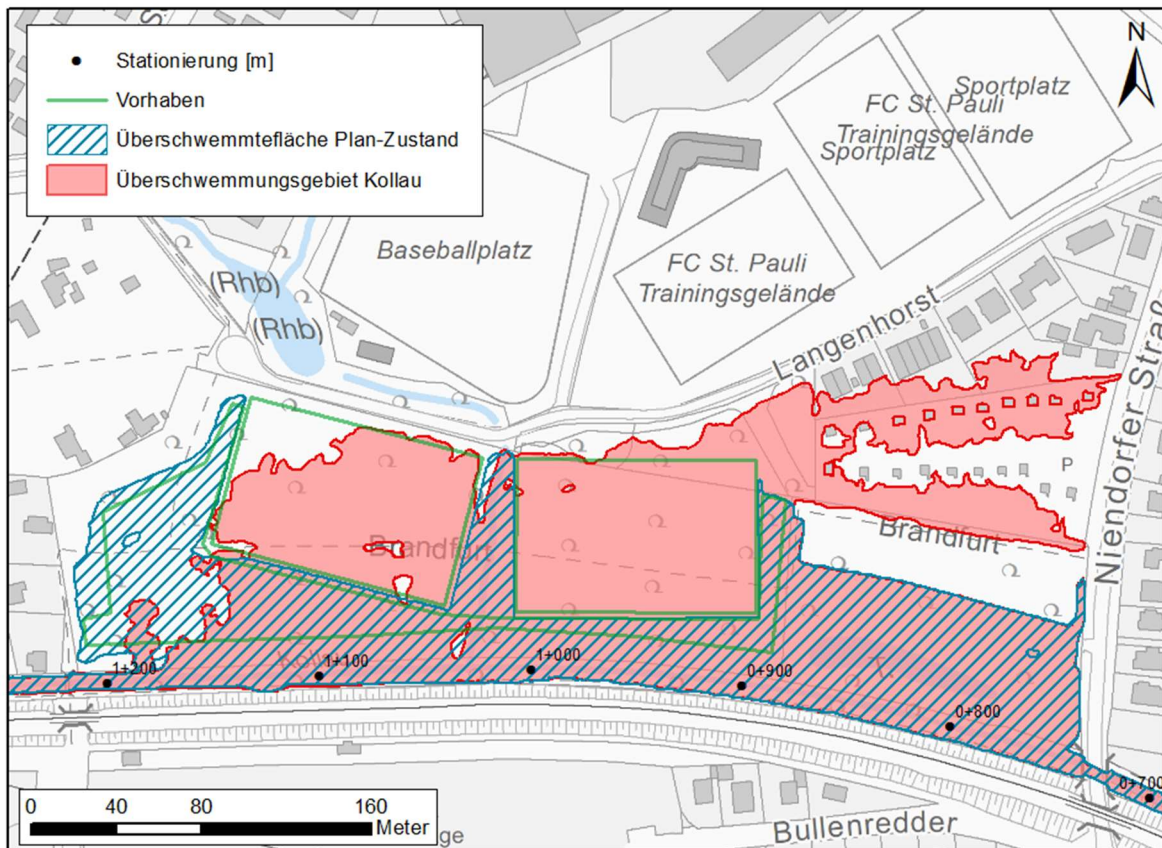 Stationierung [m]
Vorhaben
Überschwemmtefläche Plan-Zustand
Überschwemmungsgebiet Kollau
N
Sportplatz
FC St. Pauli
Trainingsgelände
Sportplatz
Baseballplatz
FC St. Pauli
Trainingsgelände
(Rhb)
(Rhb)
Langenhorst
Niendorfer Straß
P
Brandfurt
Brandfurt
1+200
1+100
1+000
0+900
0+800
0+700
0 40 80 160
Meter
Bullenredder